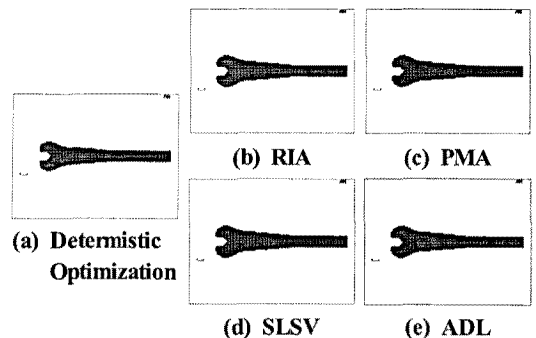 (b) RIA
(c) PMA
(a) Determistic
Optimization
(d) SLSV
(e) ADL